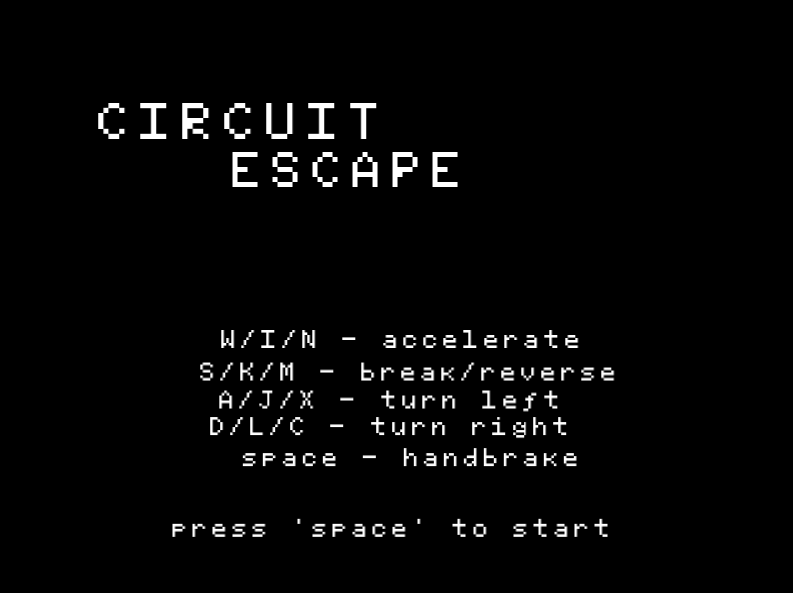 CIRCUIT
ESCAPE
W/I/N - accelerate
S/K/M - break/reverse
A/J/X - turn left
D/L/C - turn right
space - handbrake
press 'space' to start